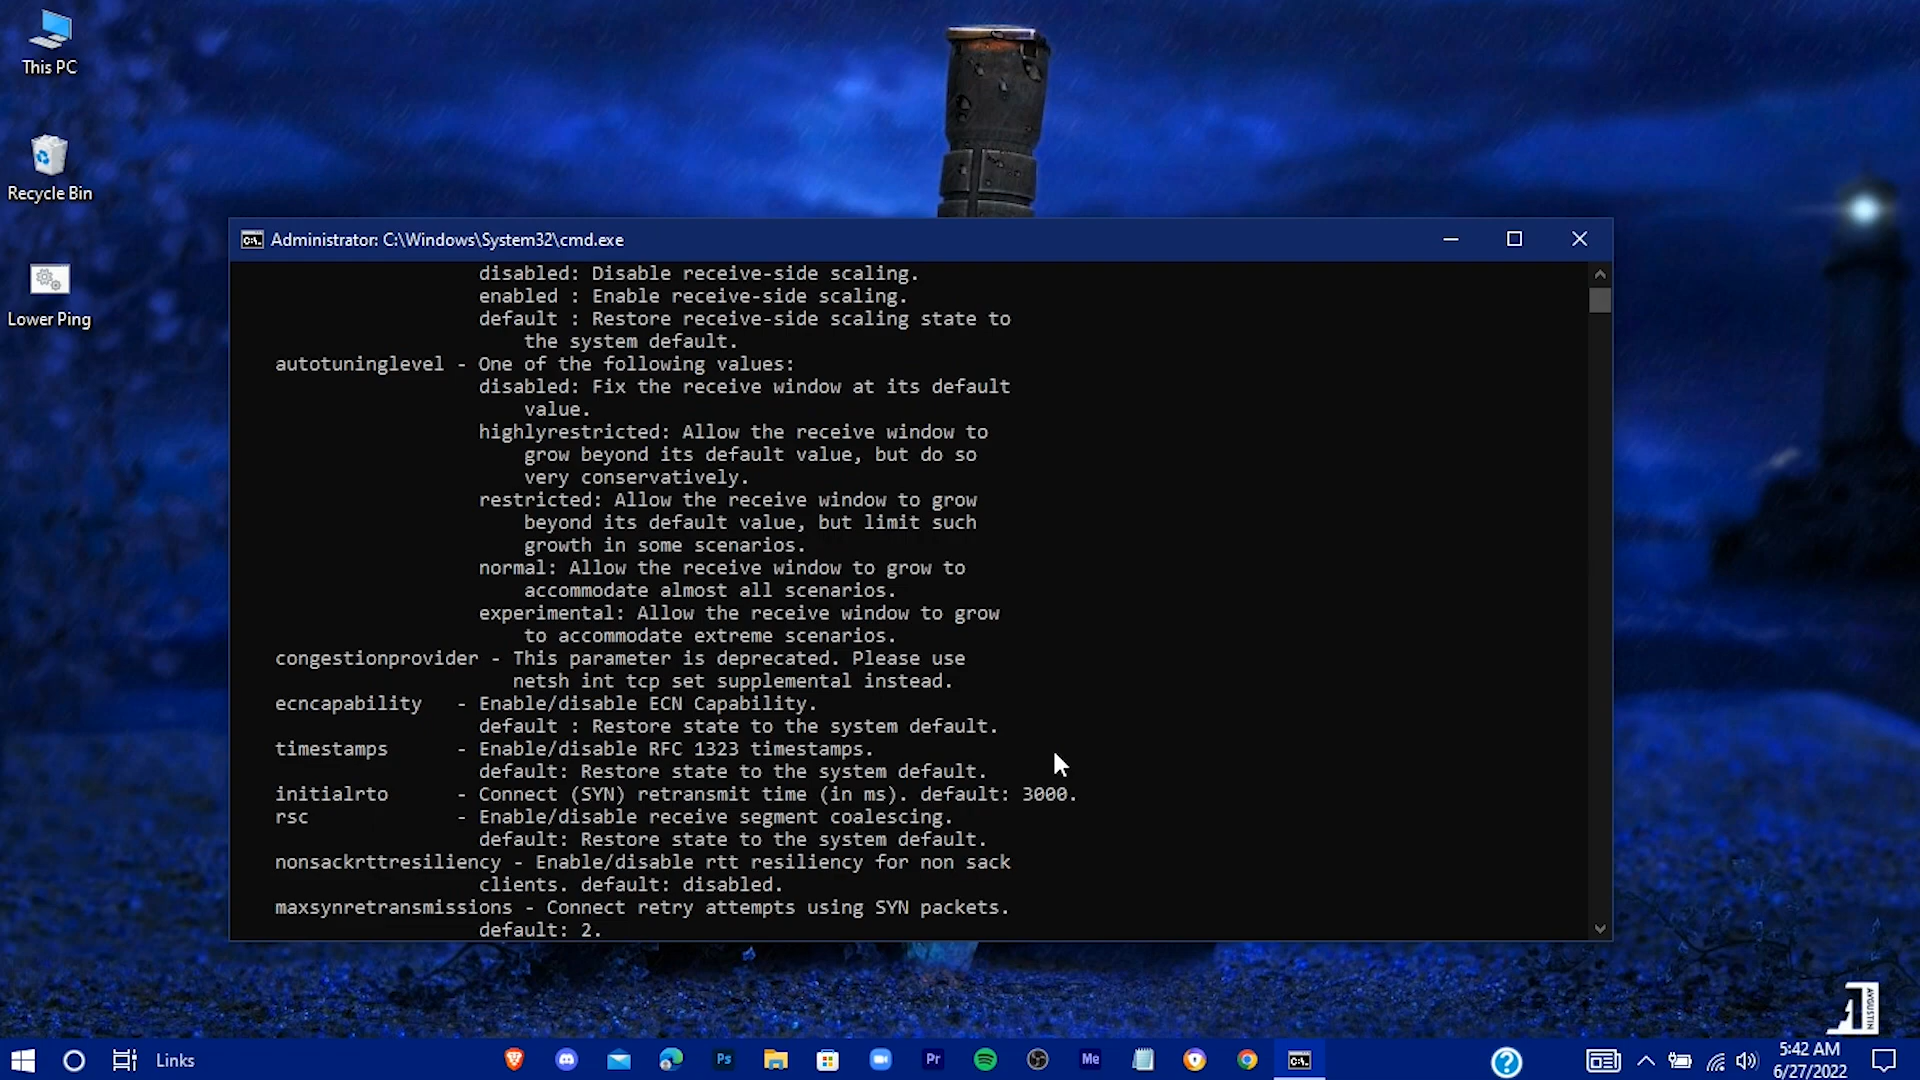 This PC
Recycle Bin
Lower Ping
Administrator: C:\Windows\System32\cmd.exe
disabled: Disable receive-side scaling.
enabled : Enable receive-side scaling.
default : Restore receive-side scaling state to
the system default.
autotuninglevel - One of the following values:
disabled: Fix the receive window at its default
value.
highlyrestricted: Allow the receive window to
grow beyond its default value, but do so
very conservatively.
restricted: Allow the receive window to grow
beyond its default value, but limit such
growth in some scenarios.
normal: Allow the receive window to grow to
accommodate almost all scenarios.
experimental: Allow the receive window to grow
to accommodate extreme scenarios.
congestionprovider - This parameter is deprecated. Please use
netsh int tcp set supplemental instead.
ecncapability - Enable/disable ECN Capability.
default : Restore state to the system default.
timestamps - Enable/disable RFC 1323 timestamps.
default: Restore state to the system default.
initialrto - Connect (SYN) retransmit time (in ms). default: 3000.
rsc - Enable/disable receive segment coalescing.
default: Restore state to the system default.
nonsackrttresiliency - Enable/disable rtt resiliency for non sack
clients. default: disabled.
maxsynretransmissions - Connect retry attempts using SYN packets.
default: 2.
AVGUSTIN
Links
Ps
Pr
Me
5:42 AM
6/27/2022